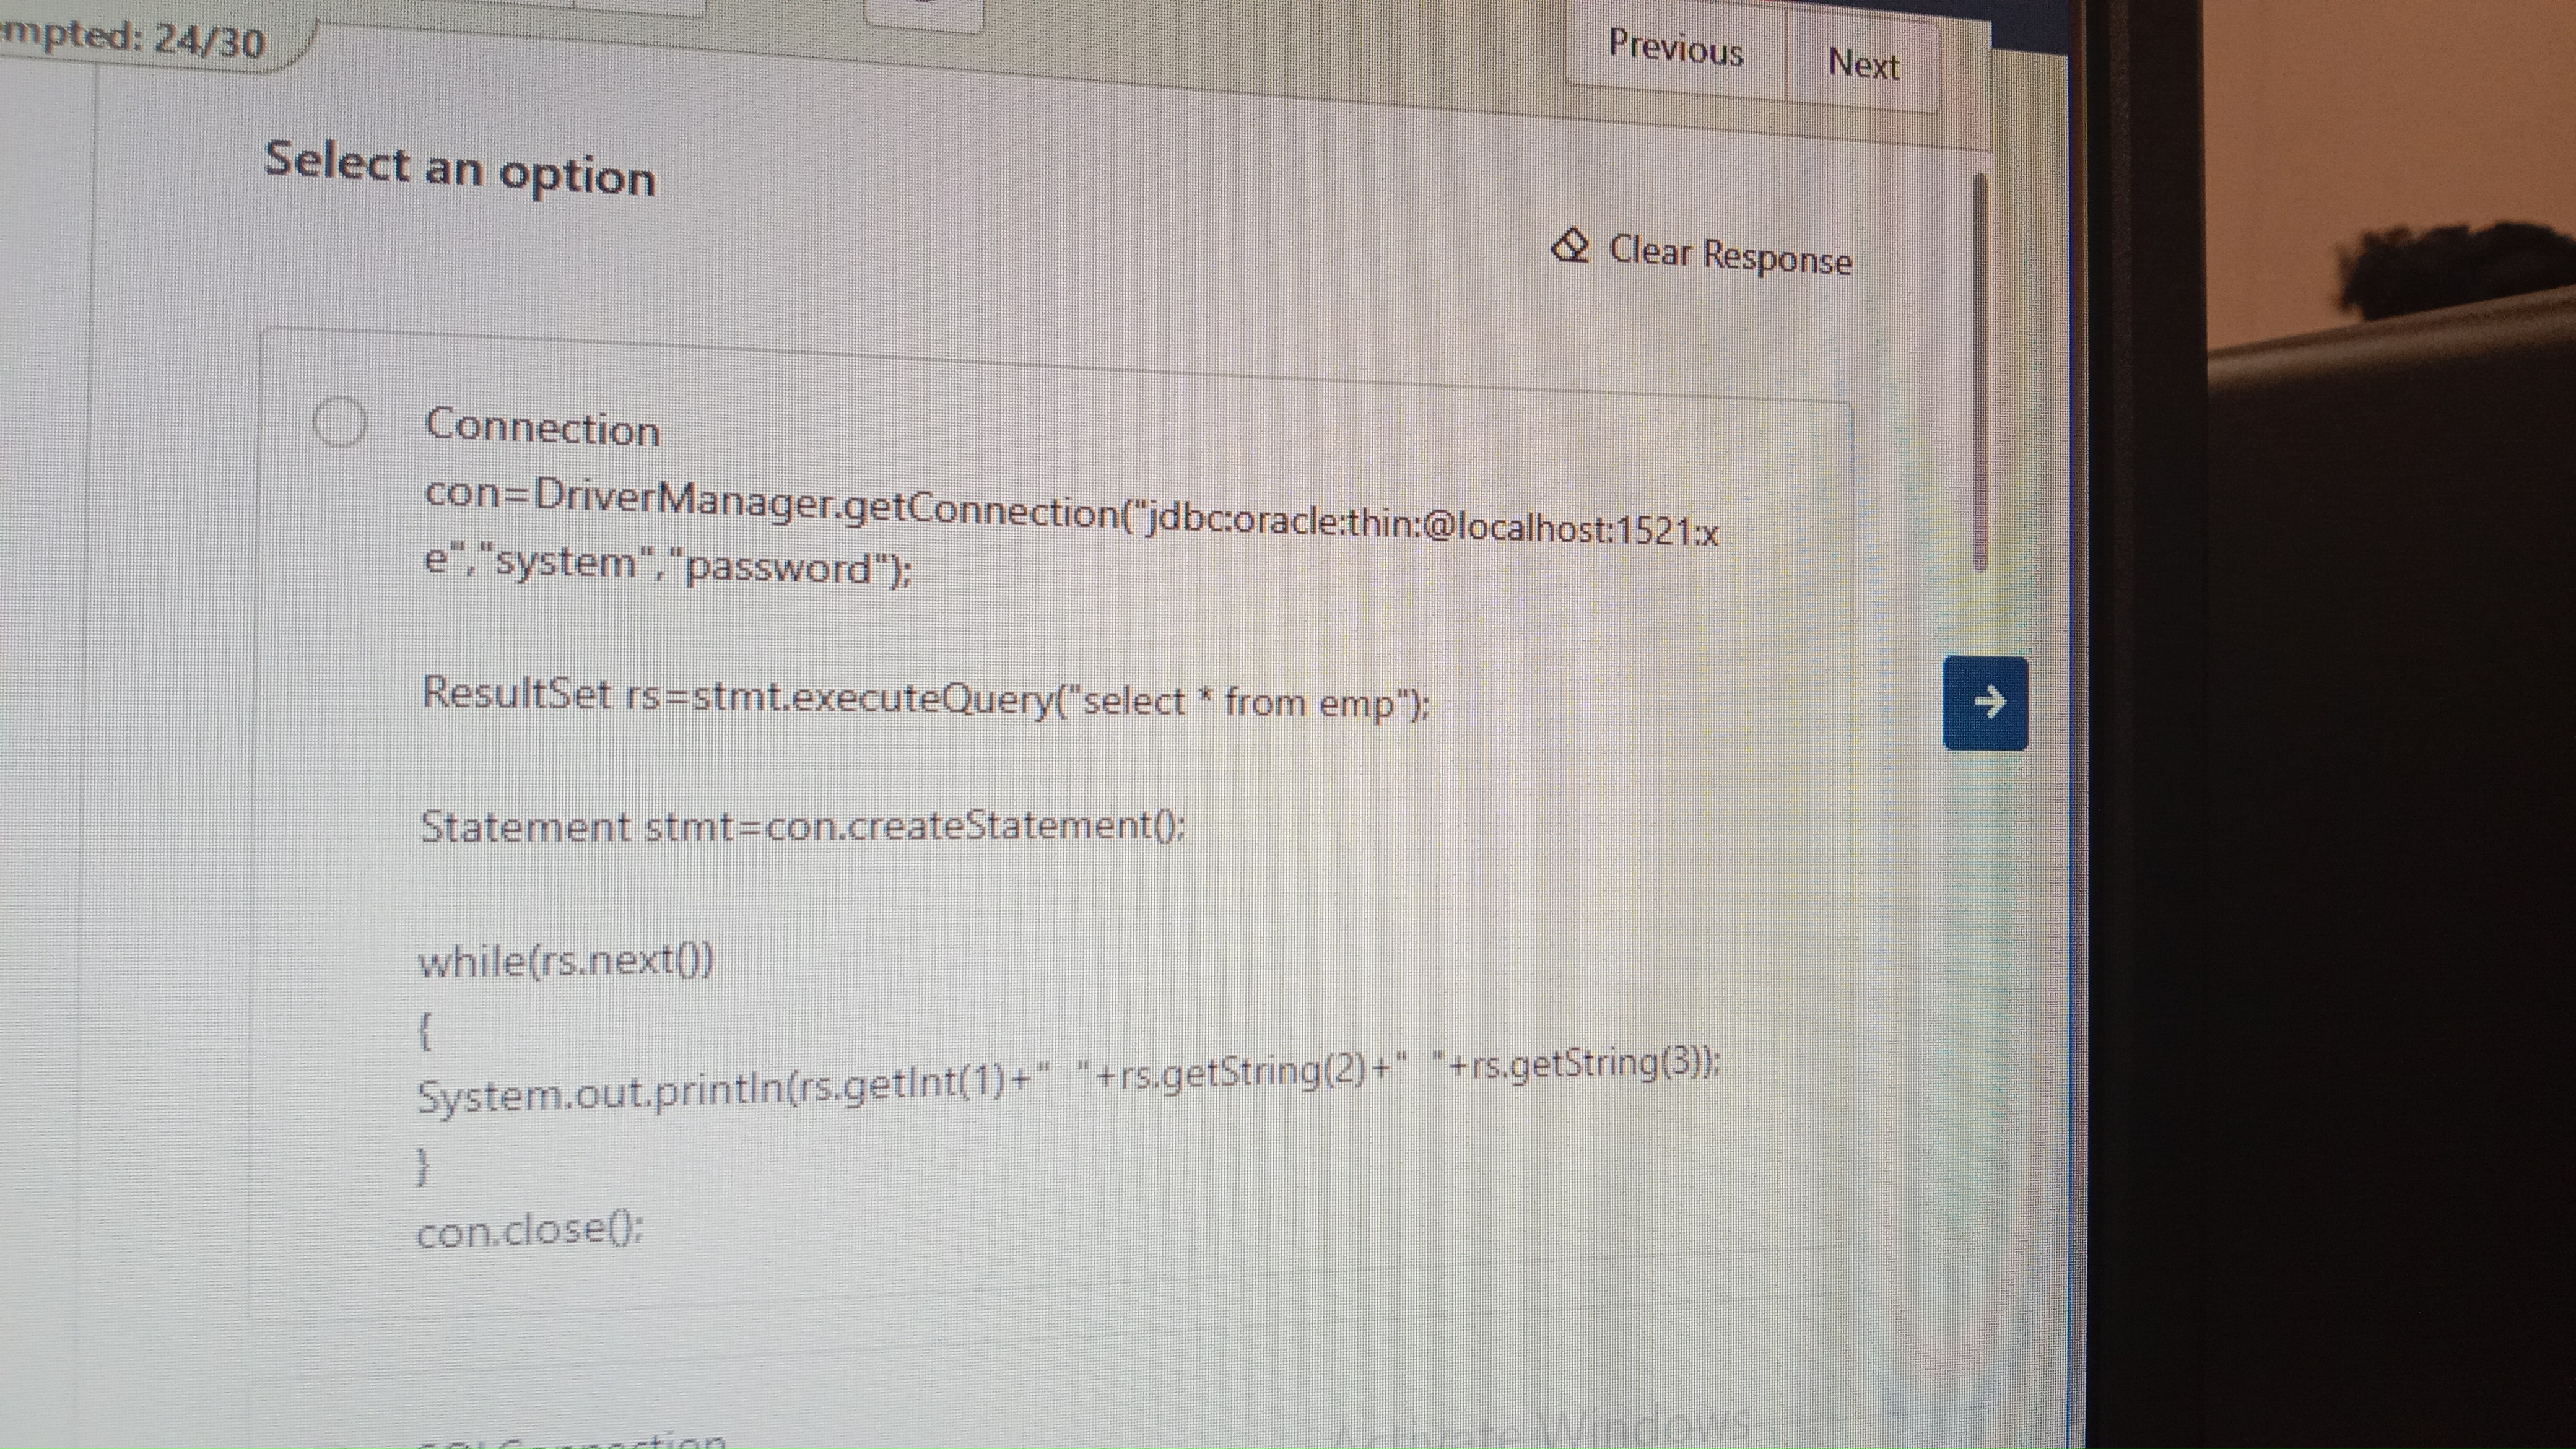 mpted: 24/30
Previous
Next
Select an option
Clear Response
Connection
con=DriverManager.getConnection("jdbc:oracle:thin:@localhost:1521:x
e","system","password");
ResultSet rs=stmt.executeQuery("select * from emp");
Statement stmt=con.createStatement();
while(rs.next())
{
System.out.println(rs.getInt(1)+"  "+rs.getString(2)+"  "+rs.getString(3));
}
con.close();
Connection
Activate Windows